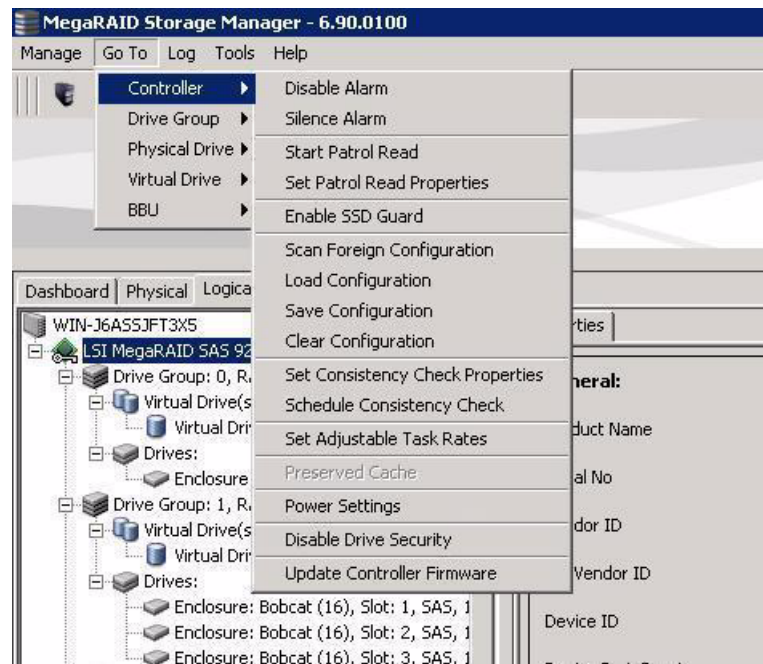 MegaRAID Storage Manager - 6.90.0100
Manage Go To Log Tools Help
Controller
Drive Group
Physical Drive
Virtual Drive
BBU
Disable Alarm
Silence Alarm
Start Patrol Read
Set Patrol Read Properties
Enable SSD Guard
Scan Foreign Configuration
Load Configuration
Save Configuration
Clear Configuration
Set Consistency Check Properties
Schedule Consistency Check
Set Adjustable Task Rates
Preserved Cache
Power Settings
Disable Drive Security
Update Controller Firmware
Dashboard Physical Logica
WIN-J6ASSJFT3X5
LSI MegaRAID SAS 92
Drive Group: 0, RA
Virtual Drive(s
Virtual Driv
Drives:
Enclosure
Drive Group: 1, RA
Virtual Drive(s
Virtual Driv
Drives:
Enclosure: Bobcat (16), Slot: 1, SAS, 1
Enclosure: Bobcat (16), Slot: 2, SAS, 1
Enclosure: Bobcat (16), Slot: 3, SAS, 1
rties
neral:
duct Name
al No
dor ID
Vendor ID
Device ID